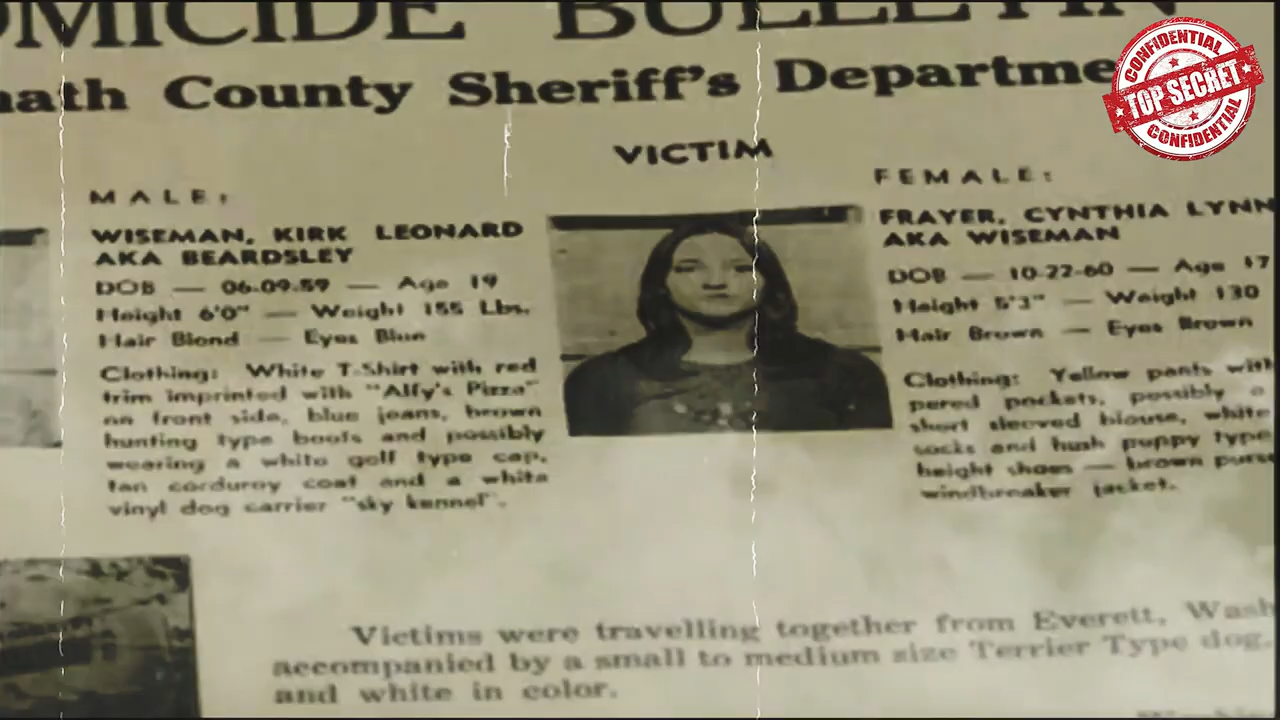 OMICIDE BULLETIN
ath County Sheriff's Departme
VICTIM
MALE:
WISEMAN, KIRK LEONARD
AKA BEARDSLEY
DOB — 06-09-59 — Age 19
Height 6'0" — Weight 155 Lbs.
Hair Blond — Eyes Blue
Clothing: White T-Shirt with red
trim imprinted with "Alfy's Pizza"
on front side, blue jeans, brown
hunting type boots and possibly
wearing a white golf type cap,
tan corduroy coat and a white
vinyl dog carrier "sky kennel".
FEMALE:
FRAYER, CYNTHIA LYNN
AKA WISEMAN
DOB — 10-22-60 — Age 17
Height 5'3" — Weight 130
Hair Brown — Eyes Brown
Clothing: Yellow pants with
pered pockets, possibly a
short sleeved blouse, white
socks and hush puppy type
height shoes — brown purse
windbreaker jacket.
Victims were travelling together from Everett, Wash
accompanied by a small to medium size Terrier Type dog,
and white in color.
CONFIDENTIAL
TOP SECRET
CONFIDENTIAL